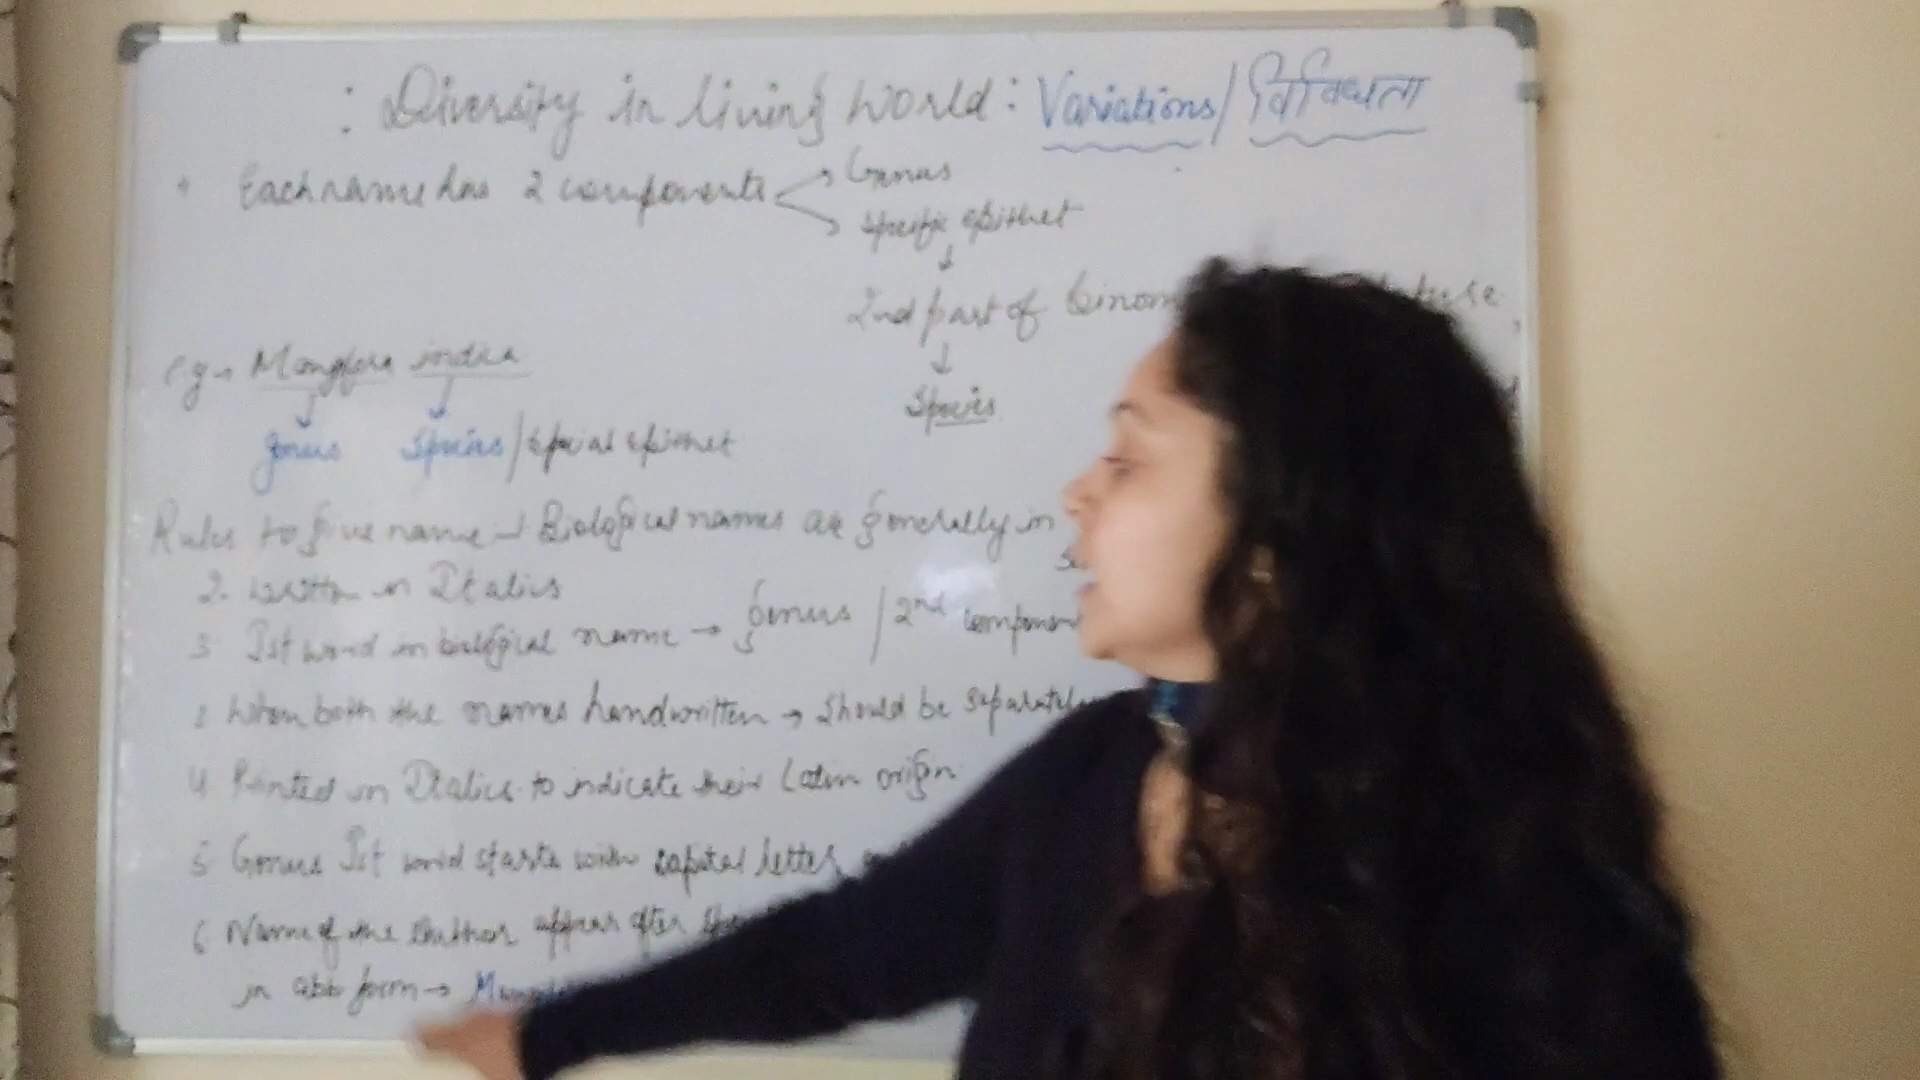 : Diversity in living world : Variations / विविधता
Each name has 2 components → Genus
→ Specific epithet
↓
2nd part of binom
↓
Species
eg → Mangifera indica
↓ ↓
genus Species / special epithet
Rules to give name → Biological names are generally in
2. written in Italics
3 Ist word in biological name → genus / 2nd component
when both the names handwritten → should be separately
4 Printed in Italics to indicate their Latin origin
5 Genus Ist word starts with capital letter
6 Name of the author appear after
in abb form →